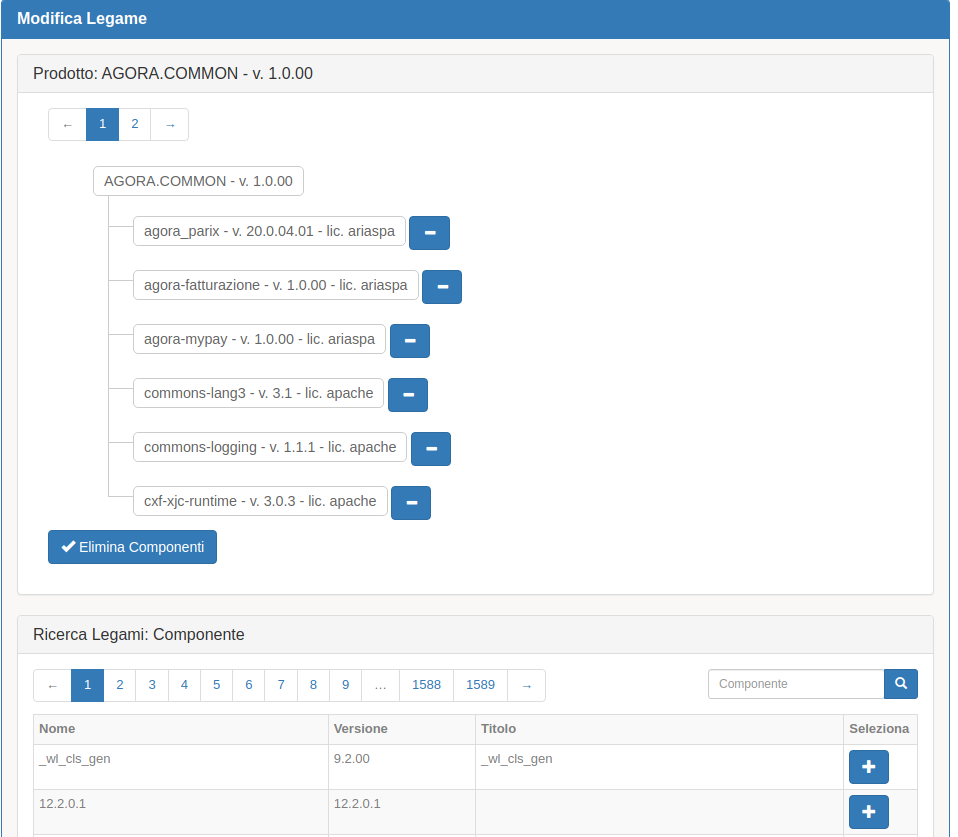 Modifica Legame
Prodotto: AGORA.COMMON - v. 1.0.00
← 1 2 →
AGORA.COMMON - v. 1.0.00
agora_parix - v. 20.0.04.01 - lic. ariaspa
agora-fatturazione - v. 1.0.00 - lic. ariaspa
agora-mypay - v. 1.0.00 - lic. ariaspa
commons-lang3 - v. 3.1 - lic. apache
commons-logging - v. 1.1.1 - lic. apache
cxf-xjc-runtime - v. 3.0.3 - lic. apache
Elimina Componenti
Ricerca Legami: Componente
← 1 2 3 4 5 6 7 8 9 … 1588 1589 → Componente
Nome Versione Titolo Seleziona
_wl_cls_gen 9.2.00 _wl_cls_gen
12.2.0.1 12.2.0.1